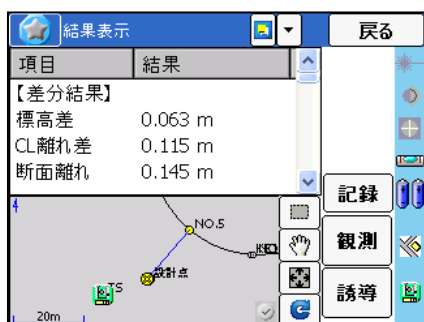 結果表示
戻る
項目 結果
【差分結果】
標高差 0.063 m
CL離れ差 0.115 m
断面離れ 0.145 m
記録
4
NO.5
観測
設計点
TS
誘導
20m